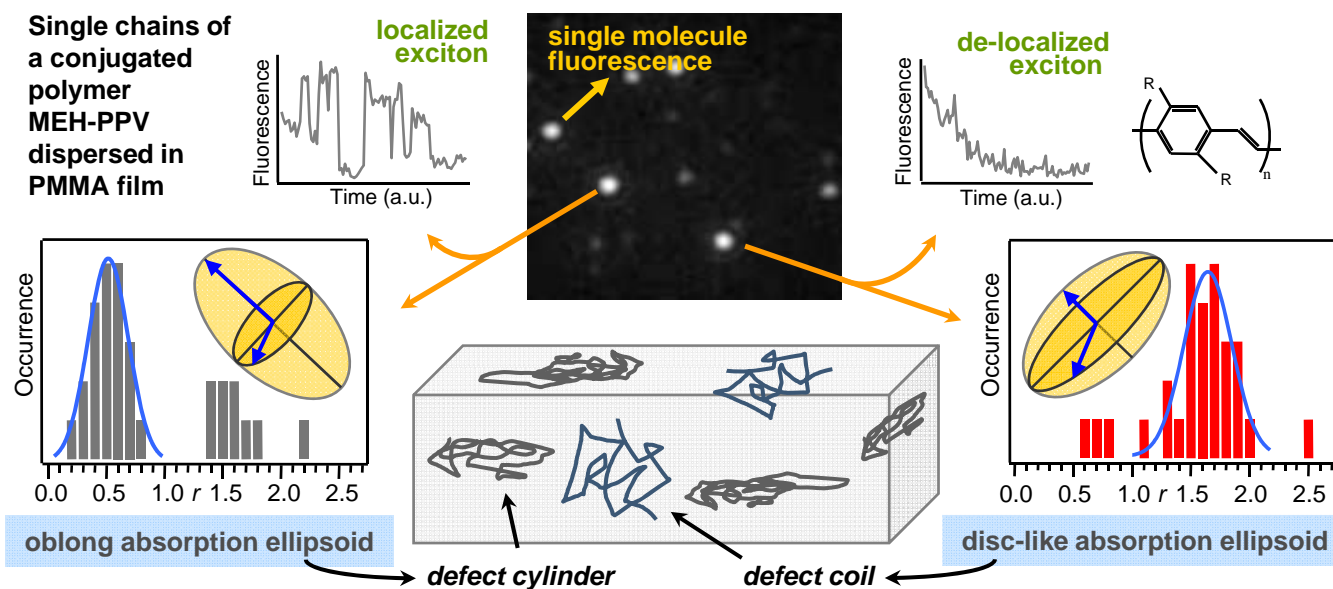 Single chains of
a conjugated
polymer
MEH-PPV
dispersed in
PMMA film
localized
exciton
Fluorescence
Time (a.u.)
single molecule
fluorescence
de-localized
exciton
Fluorescence
Time (a.u.)
R
R
n
Occurrence
0.0 0.5 1.0 r 1.5 2.0 2.5
oblong absorption ellipsoid
Occurrence
0.0 0.5 1.0 r 1.5 2.0 2.5
disc-like absorption ellipsoid
defect cylinder
defect coil